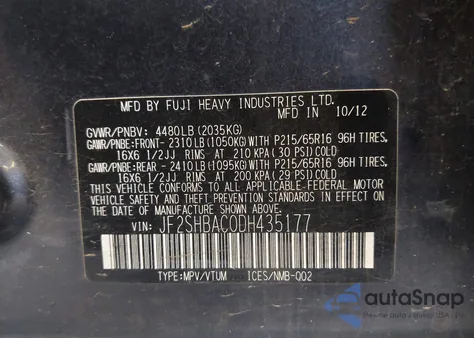 MFD BY FUJI HEAVY INDUSTRIES LTD.
MFD IN 10/12
GVWR/PNBV: 4480LB (2035KG)
GAWR/PNBE:FRONT- 2310LB(1050KG)WITH P215/65R16 96H TIRES,
16X6 1/2JJ RIMS AT 210 KPA(30 PSI)COLD
GAWR/PNBE:REAR - 2410LB(1095KG)WITH P215/65R16 96H TIRES,
16X6 1/2JJ RIMS AT 200 KPA(29 PSI)COLD
THIS VEHICLE CONFORMS TO ALL APPLICABLE FEDERAL MOTOR
VEHICLE SAFETY STANDARDS IN EFFECT ON THE DATE OF
MANUFACTURE SHOWN ABOVE.
VIN: JF2SHBAC0DH435177
TYPE:MPV/VTUM ICES/NMB-002
autoSnap